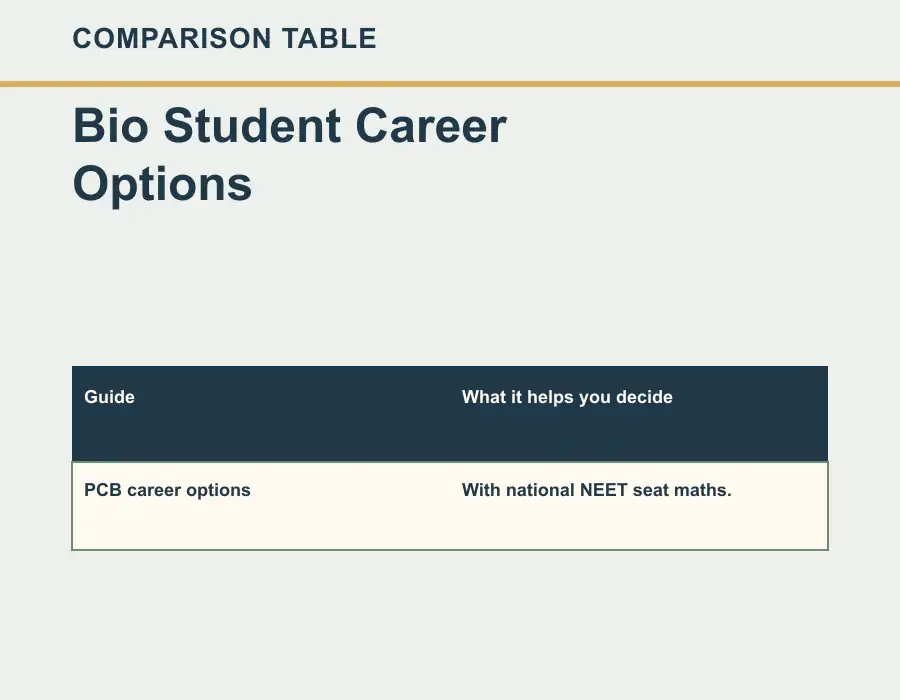 COMPARISON TABLE
Bio Student Career
Options
Guide
What it helps you decide
PCB career options
With national NEET seat maths.